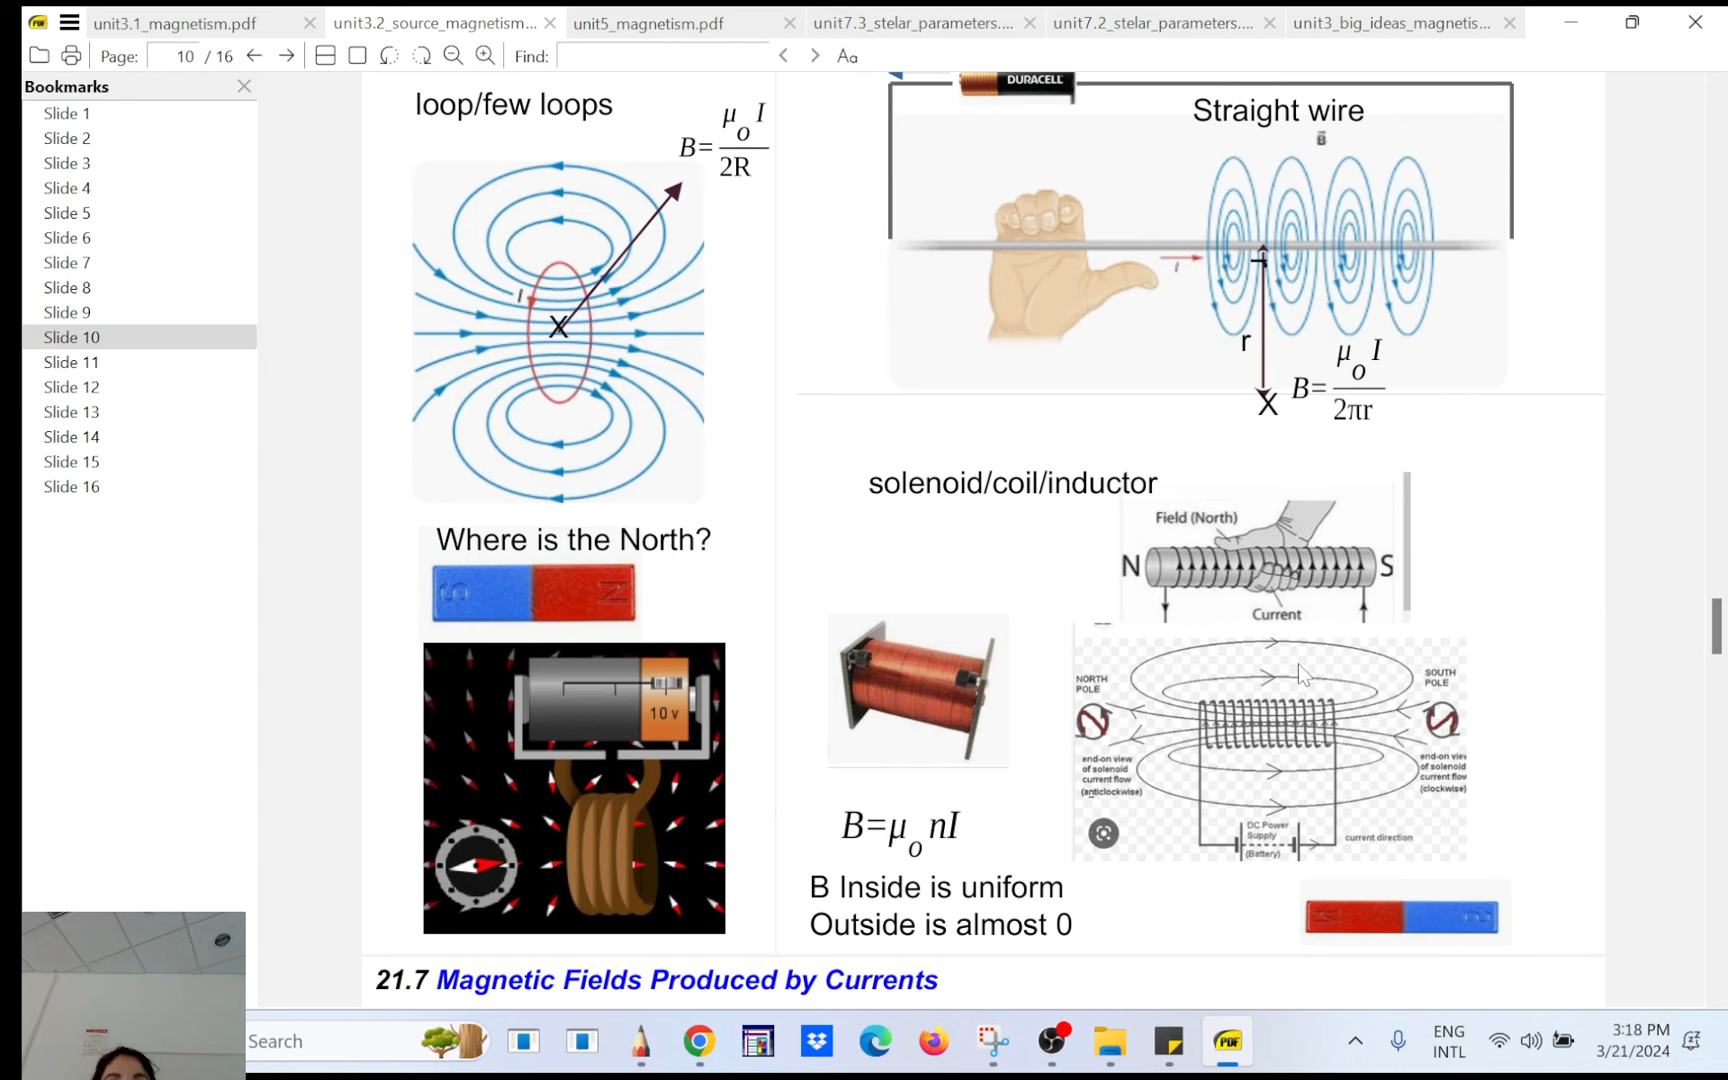 unit3.1_magnetism.pdf
unit3.2_source_magnetism...
unit5_magnetism.pdf
unit7.3_stelar_parameters....
unit7.2_stelar_parameters....
unit3_big_ideas_magnetis...
Page: 10 / 16
Find:
Aa
Bookmarks
Slide 1
Slide 2
Slide 3
Slide 4
Slide 5
Slide 6
Slide 7
Slide 8
Slide 9
Slide 10
Slide 11
Slide 12
Slide 13
Slide 14
Slide 15
Slide 16
loop/few loops
B= μo I / 2R
I
X
Where is the North?
S N
10 v
DURACELL
Straight wire
B
I
r
X
B= μo I / 2πr
solenoid/coil/inductor
Field (North)
N S
Current
NORTH POLE
SOUTH POLE
N S
end-on view of solenoid current flow (anticlockwise)
end-on view of solenoid current flow (clockwise)
DC Power Supply (Battery)
current direction
B=μo nI
B Inside is uniform
Outside is almost 0
N S
21.7 Magnetic Fields Produced by Currents
Search
PDF
ENG
INTL
3:18 PM
3/21/2024